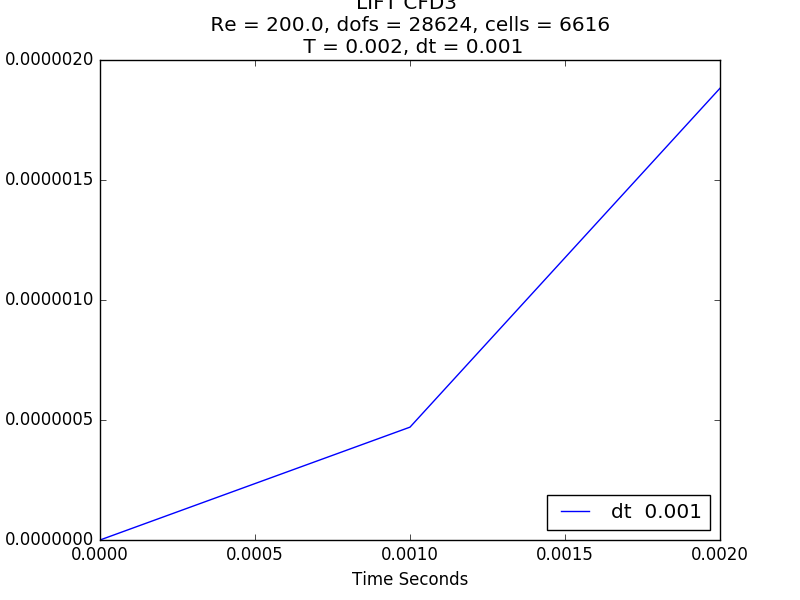 LIFT CFD3
Re = 200.0, dofs = 28624, cells = 6616
T = 0.002, dt = 0.001
0.0000020
0.0000015
0.0000010
0.0000005
0.0000000
dt 0.001
0.0000 0.0005 0.0010 0.0015 0.0020
Time Seconds